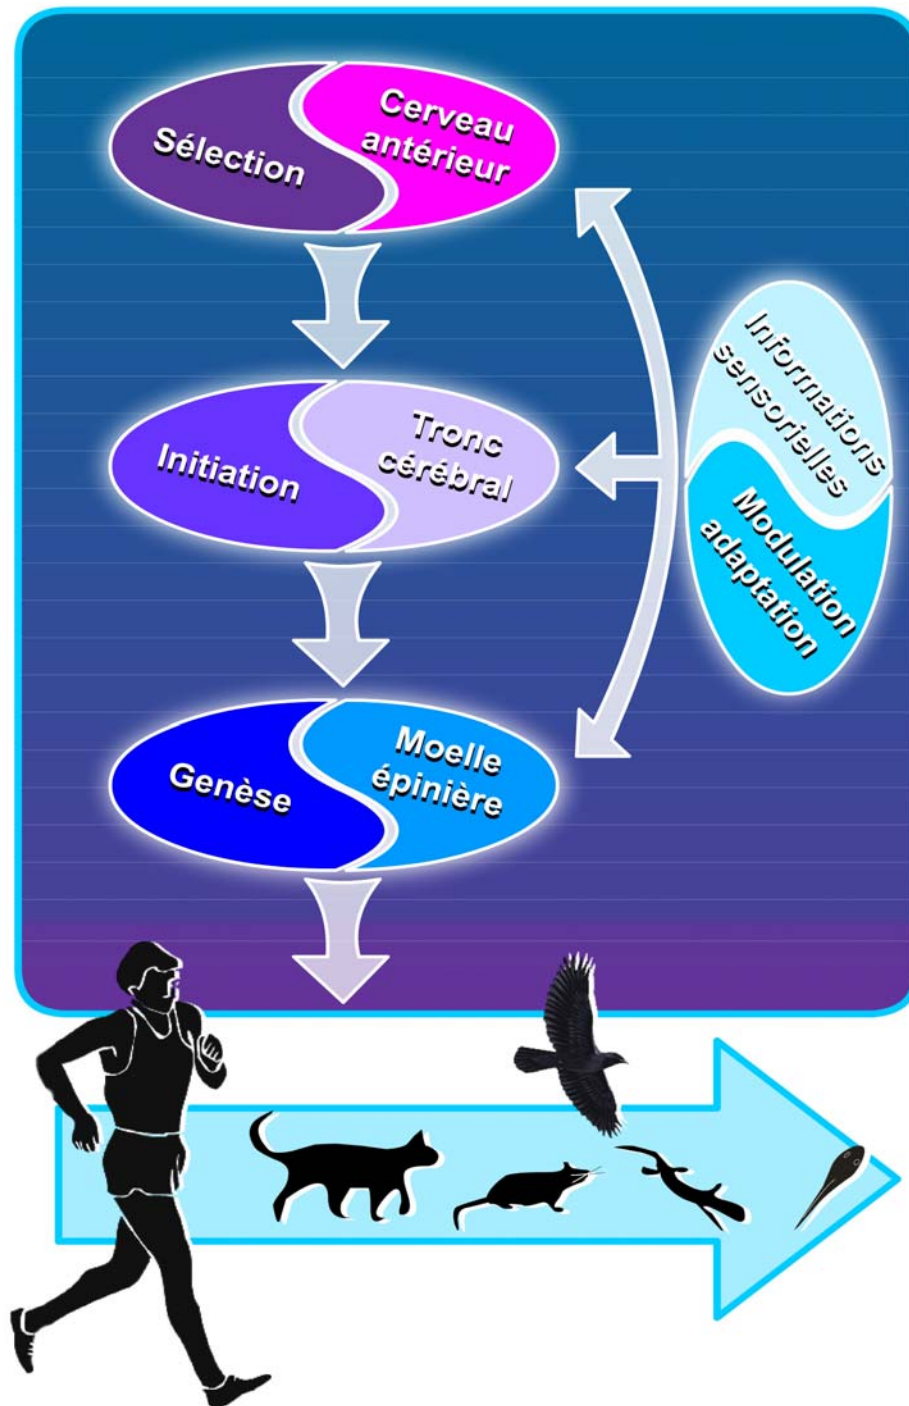 Sélection
Cerveau
antérieur
Initiation
Tronc
cérébral
Informations
sensorielles
Modulation
adaptation
Genèse
Moelle
épinière